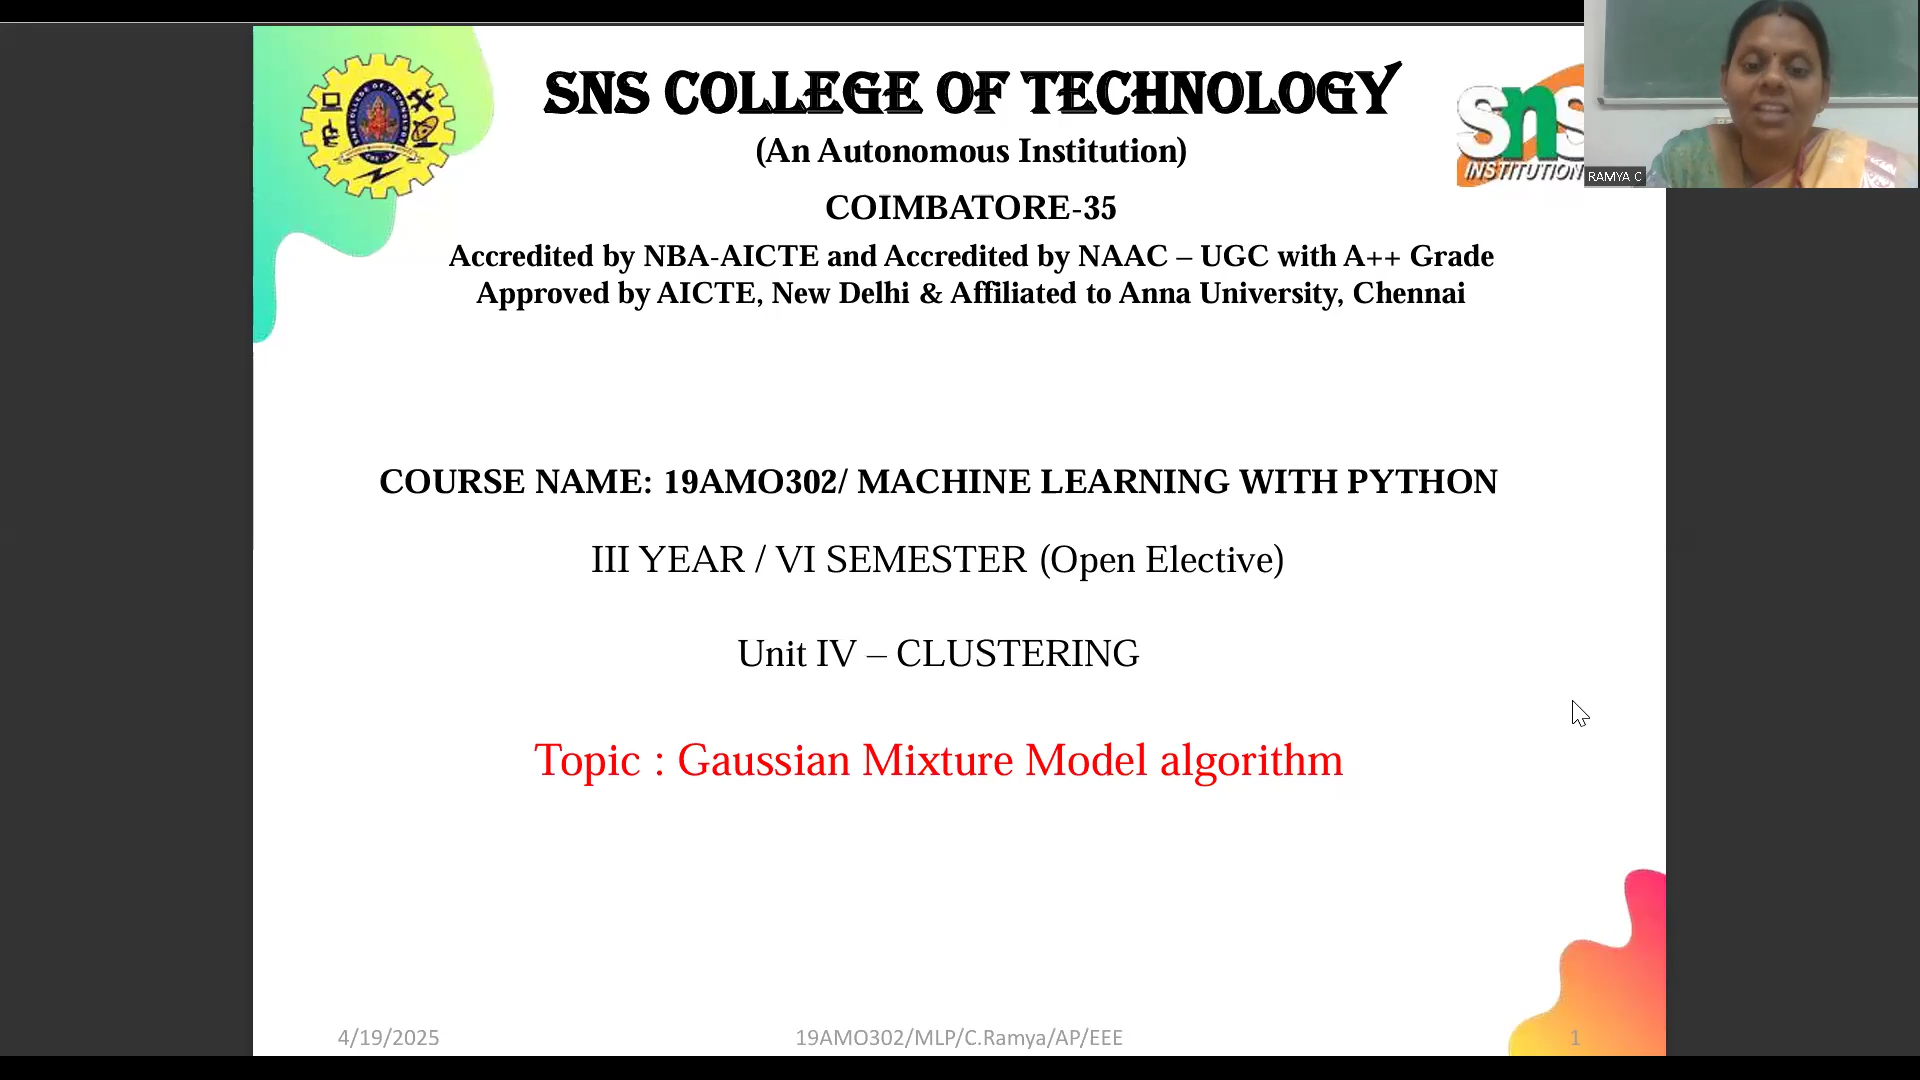 SNS COLLEGE OF TECHNOLOGY
(An Autonomous Institution)
COIMBATORE-35
Accredited by NBA-AICTE and Accredited by NAAC – UGC with A++ Grade
Approved by AICTE, New Delhi & Affiliated to Anna University, Chennai
sns
INSTITUTION
RAMYA C
COURSE NAME: 19AMO302/ MACHINE LEARNING WITH PYTHON
III YEAR / VI SEMESTER (Open Elective)
Unit IV – CLUSTERING
Topic : Gaussian Mixture Model algorithm
4/19/2025
19AMO302/MLP/C.Ramya/AP/EEE
1